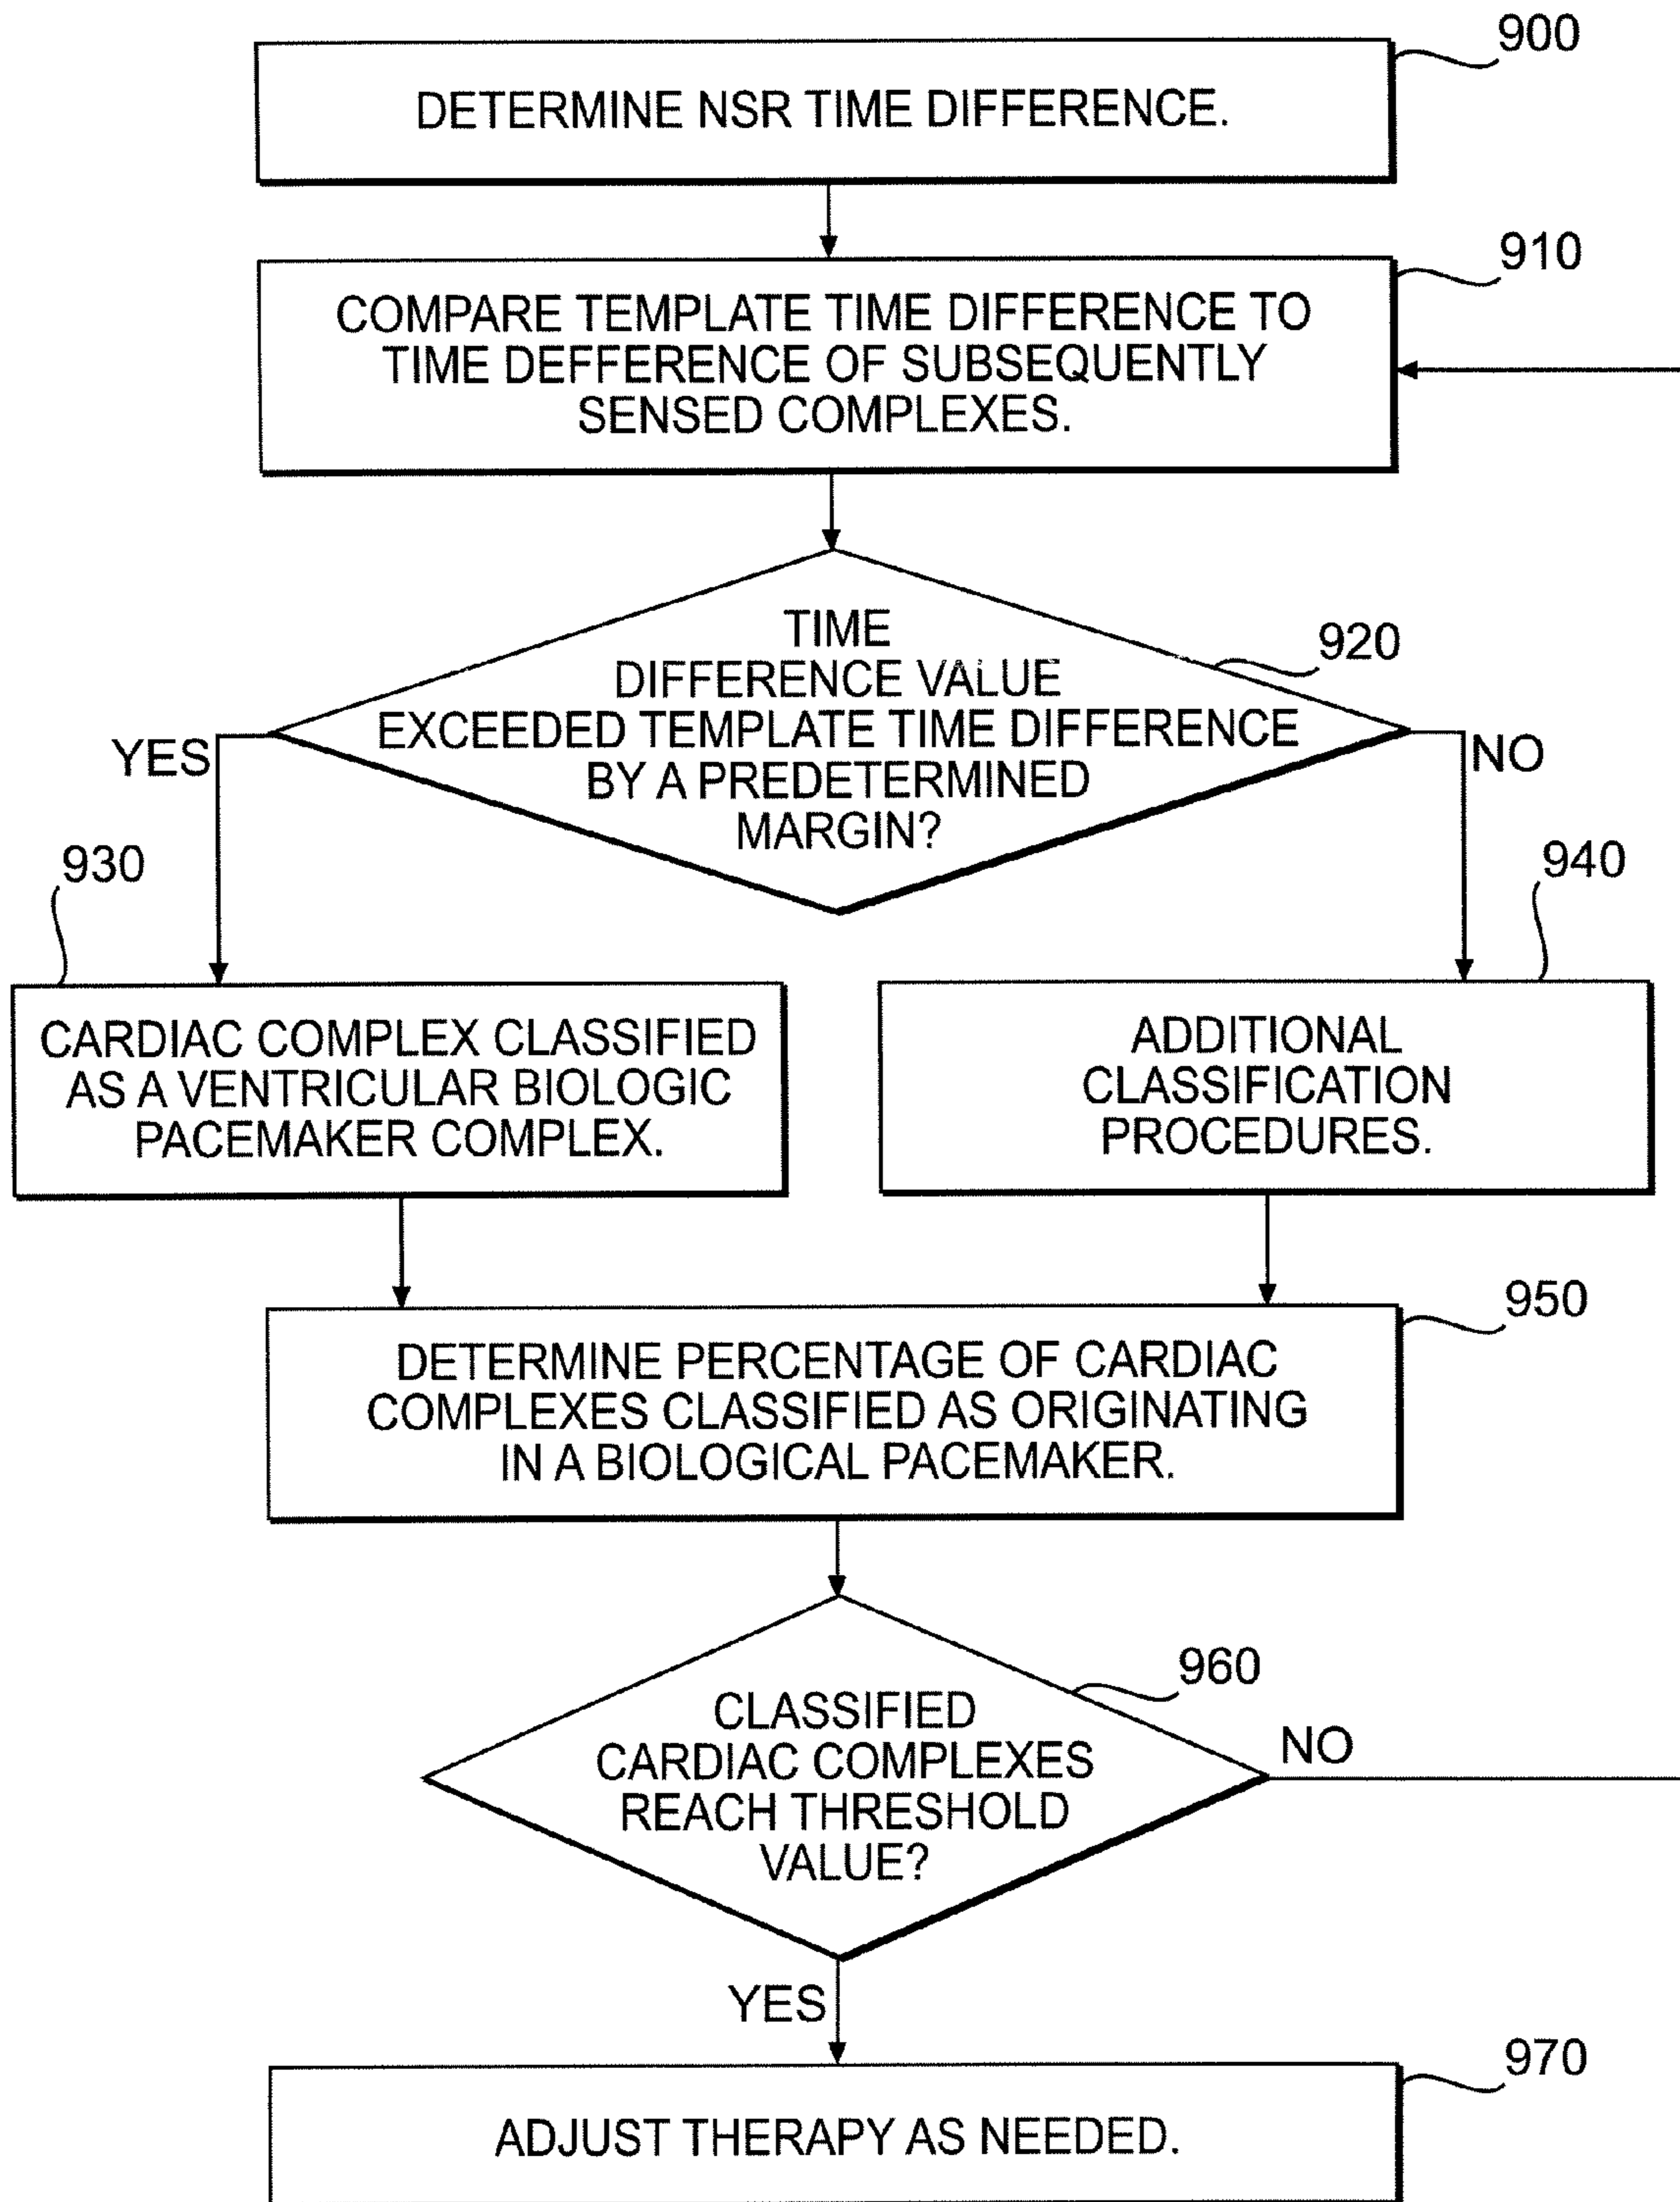 900
DETERMINE NSR TIME DIFFERENCE.
910
COMPARE TEMPLATE TIME DIFFERENCE TO
TIME DEFFERENCE OF SUBSEQUENTLY
SENSED COMPLEXES.
TIME
DIFFERENCE VALUE
EXCEEDED TEMPLATE TIME DIFFERENCE
BY A PREDETERMINED
MARGIN?
920
YES
NO
930
CARDIAC COMPLEX CLASSIFIED
AS A VENTRICULAR BIOLOGIC
PACEMAKER COMPLEX.
940
ADDITIONAL
CLASSIFICATION
PROCEDURES.
950
DETERMINE PERCENTAGE OF CARDIAC
COMPLEXES CLASSIFIED AS ORIGINATING
IN A BIOLOGICAL PACEMAKER.
960
CLASSIFIED
CARDIAC COMPLEXES
REACH THRESHOLD
VALUE?
NO
YES
970
ADJUST THERAPY AS NEEDED.